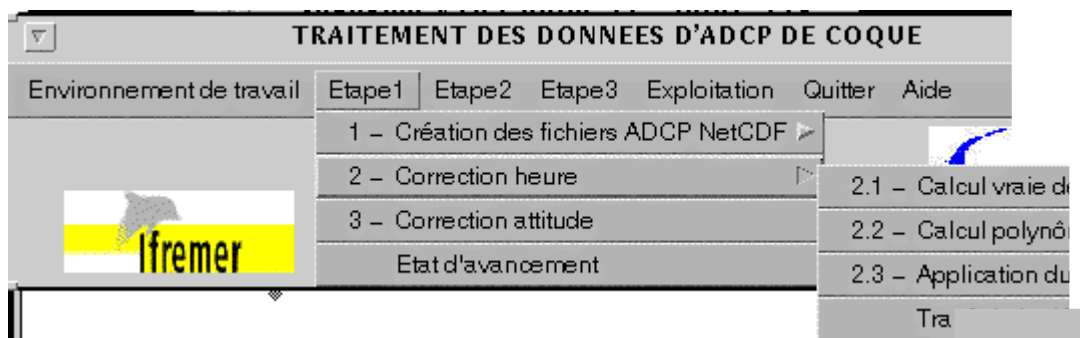 TRAITEMENT DES DONNEES D'ADCP DE COQUE
Environnement de travail Etape1 Etape2 Etape3 Exploitation Quitter Aide
1 – Création des fichiers ADCP NetCDF
2 – Correction heure
3 – Correction attitude
Etat d'avancement
2.1 – Calcul vraie d
2.2 – Calcul polynô
2.3 – Application du
Tra
Ifremer